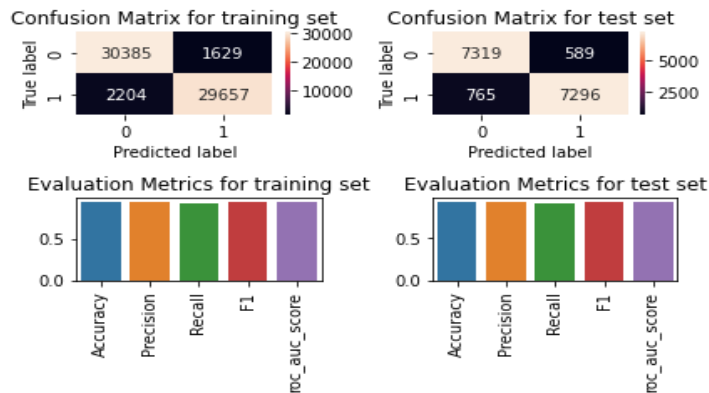 Confusion Matrix for training set
0
30385
1629
30000
1
2204
29657
10000
True label
0
1
Predicted label
Confusion Matrix for test set
0
7319
589
5000
1
765
7296
2500
True label
0
1
Predicted label
Evaluation Metrics for training set
0.5
0.0
Accuracy
Precision
Recall
F1
roc_auc_score
Evaluation Metrics for test set
0.5
0.0
Accuracy
Precision
Recall
F1
roc_auc_score